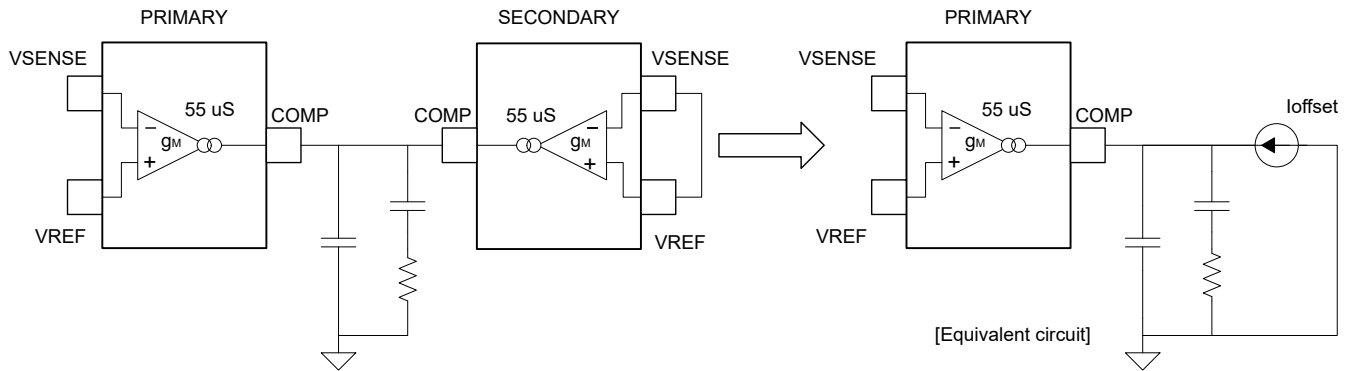 PRIMARY
SECONDARY
PRIMARY
VSENSE
VSENSE
VSENSE
55 uS
COMP
COMP
55 uS
55 uS
COMP
Ioffset
−
gM
+
−
gM
+
−
gM
+
VREF
VREF
VREF
[Equivalent circuit]